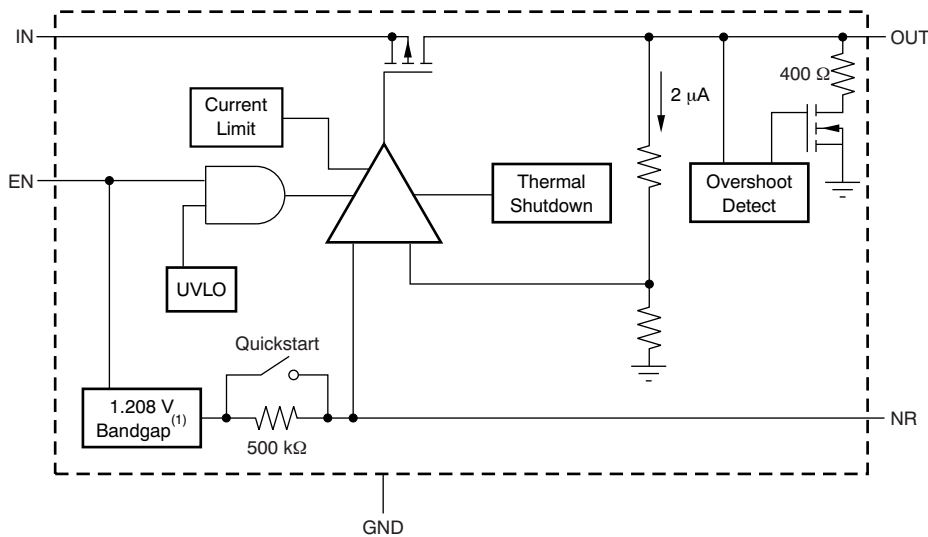 IN
OUT
400 Ω
2 μA
Current
Limit
EN
Thermal
Shutdown
Overshoot
Detect
UVLO
Quickstart
1.208 V
Bandgap(1)
500 kΩ
NR
GND